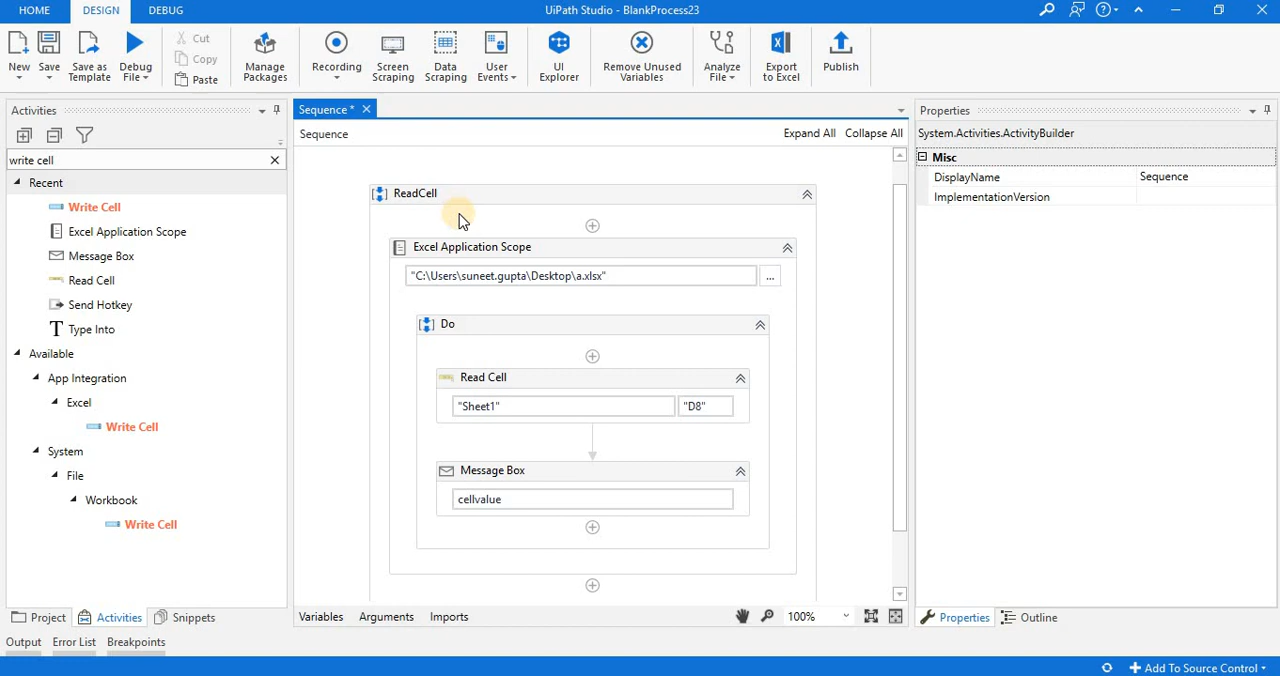 HOME
DESIGN
DEBUG
UiPath Studio - BlankProcess23
New
Save
Save as Template
Debug File
Cut
Copy
Paste
Manage Packages
Recording
Screen Scraping
Data Scraping
User Events
UI Explorer
Remove Unused Variables
Analyze File
Export to Excel
Publish
Activities
write cell
Recent
Write Cell
Excel Application Scope
Message Box
Read Cell
Send Hotkey
Type Into
Available
App Integration
Excel
Write Cell
System
File
Workbook
Write Cell
Project
Activities
Snippets
Sequence *
Sequence
Expand All
Collapse All
ReadCell
Excel Application Scope
"C:\Users\suneet.gupta\Desktop\a.xlsx"
...
Do
Read Cell
"Sheet1"
"D8"
Message Box
cellvalue
Variables
Arguments
Imports
100%
Properties
System.Activities.ActivityBuilder
Misc
DisplayName
Sequence
ImplementationVersion
Properties
Outline
Output
Error List
Breakpoints
Add To Source Control